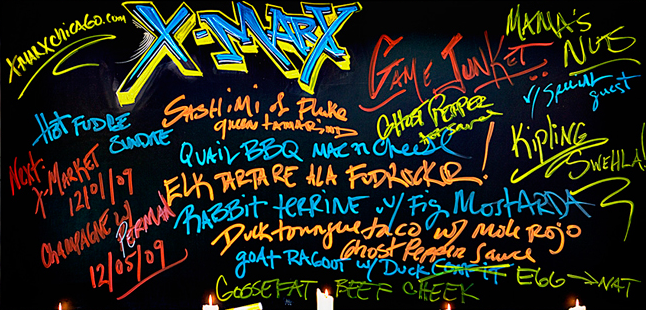 X-MARXCHICAGO.COM
X-MARX
MAMA'S
NUTS
w/ SPECIAL
guest
GAME JUNKET
HOT FUDGE
SUNDAE
SASHIMI of Fluke
GHOST PEPPER
QUAIL BBQ MAC n CHEESE
KIPLING
SWEHLA!
NEXT:
X-MARKET
12/01/09
ELK TARTARE ALA FUDRUCKER!
RABBIT TERRINE w/ Fig MOSTARDA
CHAMPAGNE w/
PERMAN
12/05/09
Duck tongue taco w/ MOLE ROJO
Ghost Pepper Sauce
goAt RAGOUT w/ DUCK CONFIT EGG → NAT
GOOSEFAT BEEF CHEEK